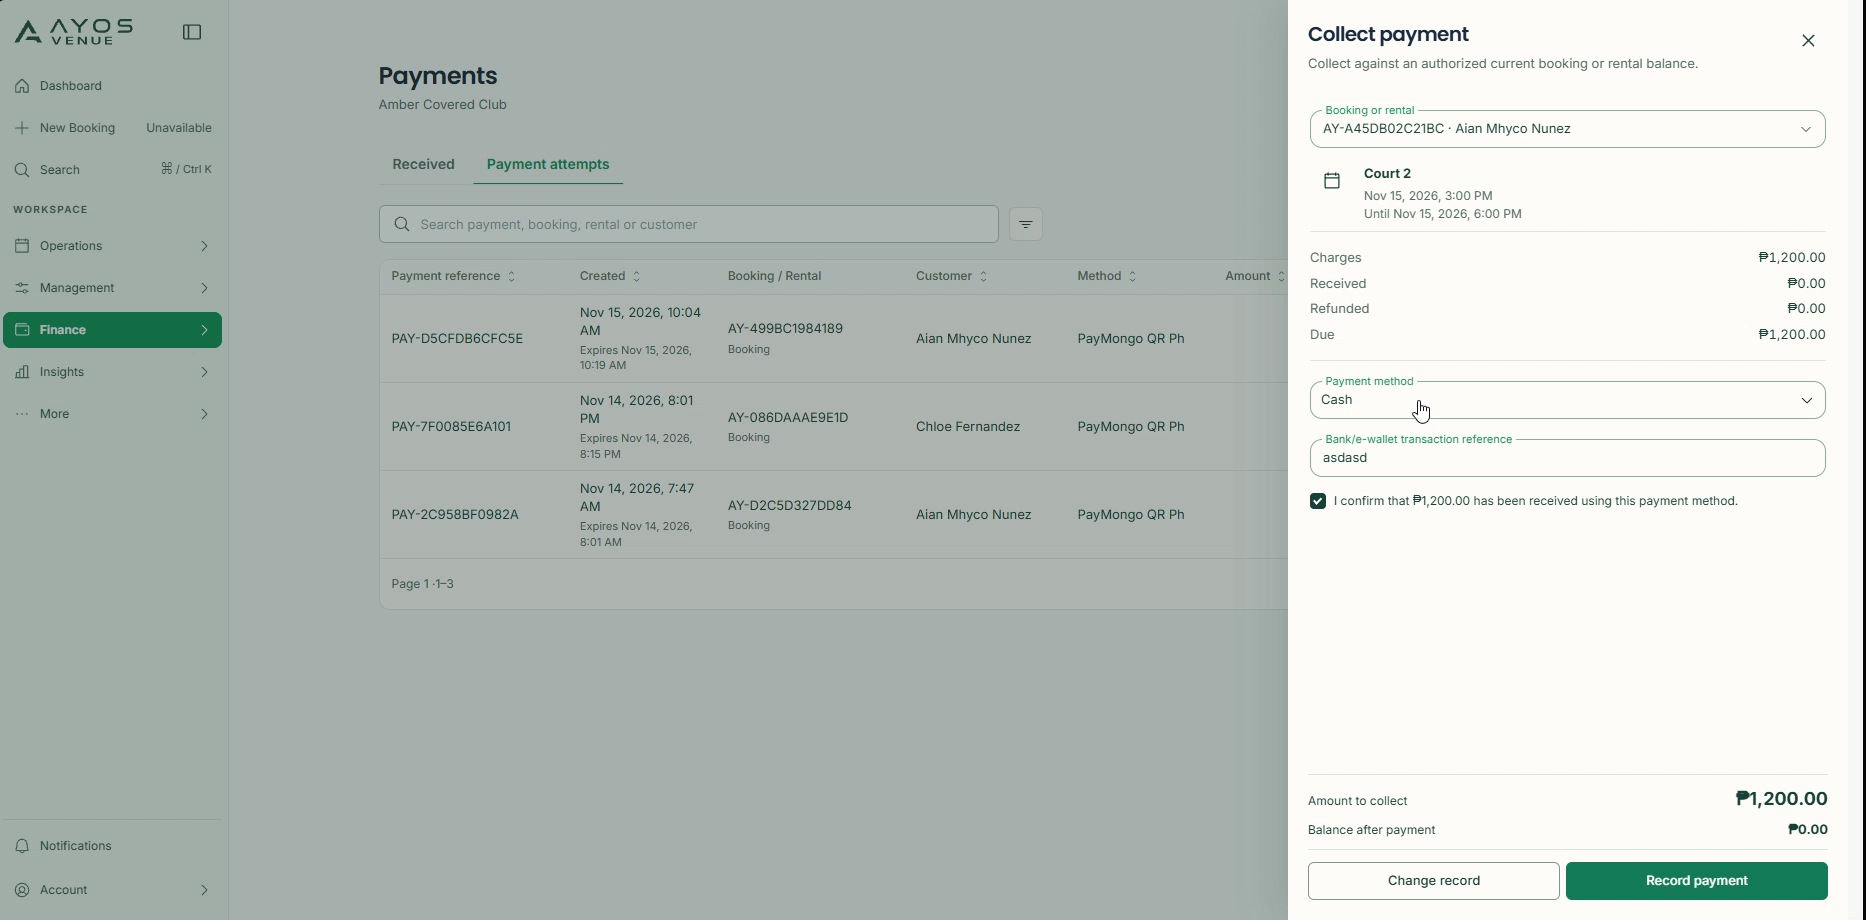 AYOS
VENUE
Dashboard
New Booking Unavailable
Search ⌘ / Ctrl K
WORKSPACE
Operations
Management
Finance
Insights
More
Notifications
Account
Payments
Amber Covered Club
Received Payment attempts
Search payment, booking, rental or customer
Payment reference Created Booking / Rental Customer Method Amount
PAY-D5CFDB6CFC5E
Nov 15, 2026, 10:04
AM
Expires Nov 15, 2026,
10:19 AM
AY-499BC1984189
Booking
Aian Mhyco Nunez
PayMongo QR Ph
PAY-7F0085E6A101
Nov 14, 2026, 8:01
PM
Expires Nov 14, 2026,
8:15 PM
AY-086DAAAE9E1D
Booking
Chloe Fernandez
PayMongo QR Ph
PAY-2C958BF0982A
Nov 14, 2026, 7:47
AM
Expires Nov 14, 2026,
8:01 AM
AY-D2C5D327DD84
Booking
Aian Mhyco Nunez
PayMongo QR Ph
Page 1 ·1–3
Collect payment
Collect against an authorized current booking or rental balance.
Booking or rental
AY-A45DB02C21BC · Aian Mhyco Nunez
Court 2
Nov 15, 2026, 3:00 PM
Until Nov 15, 2026, 6:00 PM
Charges ₱1,200.00
Received ₱0.00
Refunded ₱0.00
Due ₱1,200.00
Payment method
Cash
Bank/e-wallet transaction reference
asdasd
I confirm that ₱1,200.00 has been received using this payment method.
Amount to collect ₱1,200.00
Balance after payment ₱0.00
Change record Record payment